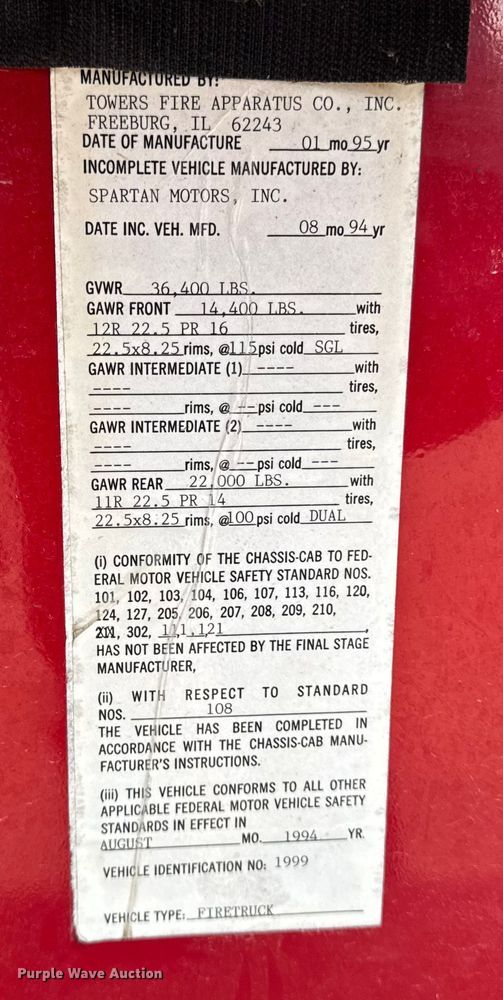 MANUFACTURED BY:
TOWERS FIRE APPARATUS CO., INC.
FREEBURG, IL 62243
DATE OF MANUFACTURE 01 mo 95 yr
INCOMPLETE VEHICLE MANUFACTURED BY:
SPARTAN MOTORS, INC.
DATE INC. VEH. MFD. 08 mo 94 yr
GVWR 36,400 LBS.
GAWR FRONT 14,400 LBS. with
12R 22.5 PR 16 tires,
22.5x8.25 rims, @115psi cold SGL
GAWR INTERMEDIATE (1) ---- with
---- tires,
---- rims, @ -- psi cold ---
GAWR INTERMEDIATE (2) ---- with
---- tires,
---- rims, @ -- psi cold ---
GAWR REAR 22,000 LBS. with
11R 22.5 PR 14 tires,
22.5x8.25 rims, @100 psi cold DUAL
(i) CONFORMITY OF THE CHASSIS-CAB TO FED-
ERAL MOTOR VEHICLE SAFETY STANDARD NOS.
101, 102, 103, 104, 106, 107, 113, 116, 120,
124, 127, 205, 206, 207, 208, 209, 210,
211, 302, 111,121,
HAS NOT BEEN AFFECTED BY THE FINAL STAGE
MANUFACTURER,
(ii) WITH RESPECT TO STANDARD
NOS. 108
THE VEHICLE HAS BEEN COMPLETED IN
ACCORDANCE WITH THE CHASSIS-CAB MANU-
FACTURER'S INSTRUCTIONS.
(iii) THIS VEHICLE CONFORMS TO ALL OTHER
APPLICABLE FEDERAL MOTOR VEHICLE SAFETY
STANDARDS IN EFFECT IN
AUGUST MO. 1994 YR.
VEHICLE IDENTIFICATION NO: 1999
VEHICLE TYPE: FIRETRUCK
Purple Wave Auction